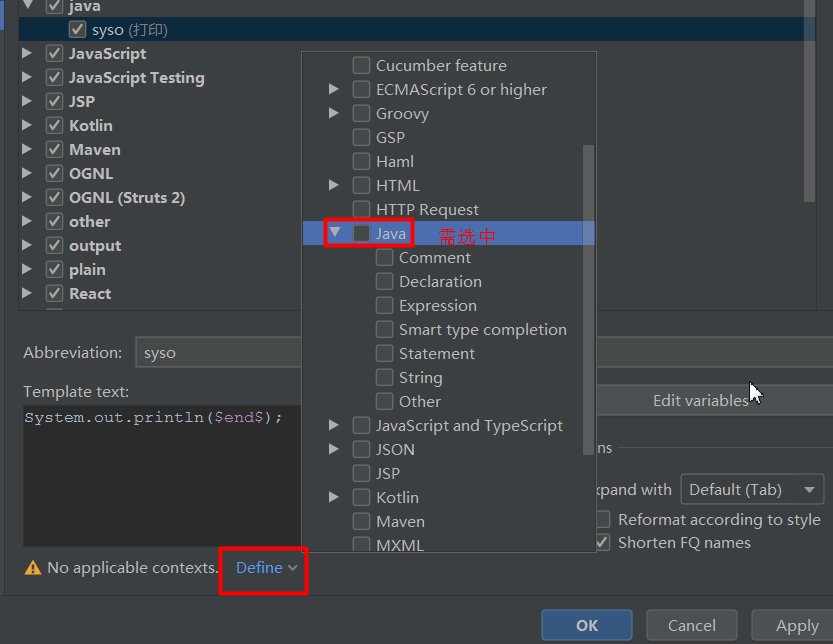 java
syso (打印)
JavaScript
JavaScript Testing
JSP
Kotlin
Maven
OGNL
OGNL (Struts 2)
other
output
plain
React
Cucumber feature
ECMAScript 6 or higher
Groovy
GSP
Haml
HTML
HTTP Request
Java 需选中
Comment
Declaration
Expression
Smart type completion
Statement
String
Other
JavaScript and TypeScript
JSON
JSP
Kotlin
Maven
MXML
Abbreviation: syso
Template text:
System.out.println($end$);
Edit variables
ns
xpand with Default (Tab)
Reformat according to style
Shorten FQ names
No applicable contexts. Define
OK Cancel Apply